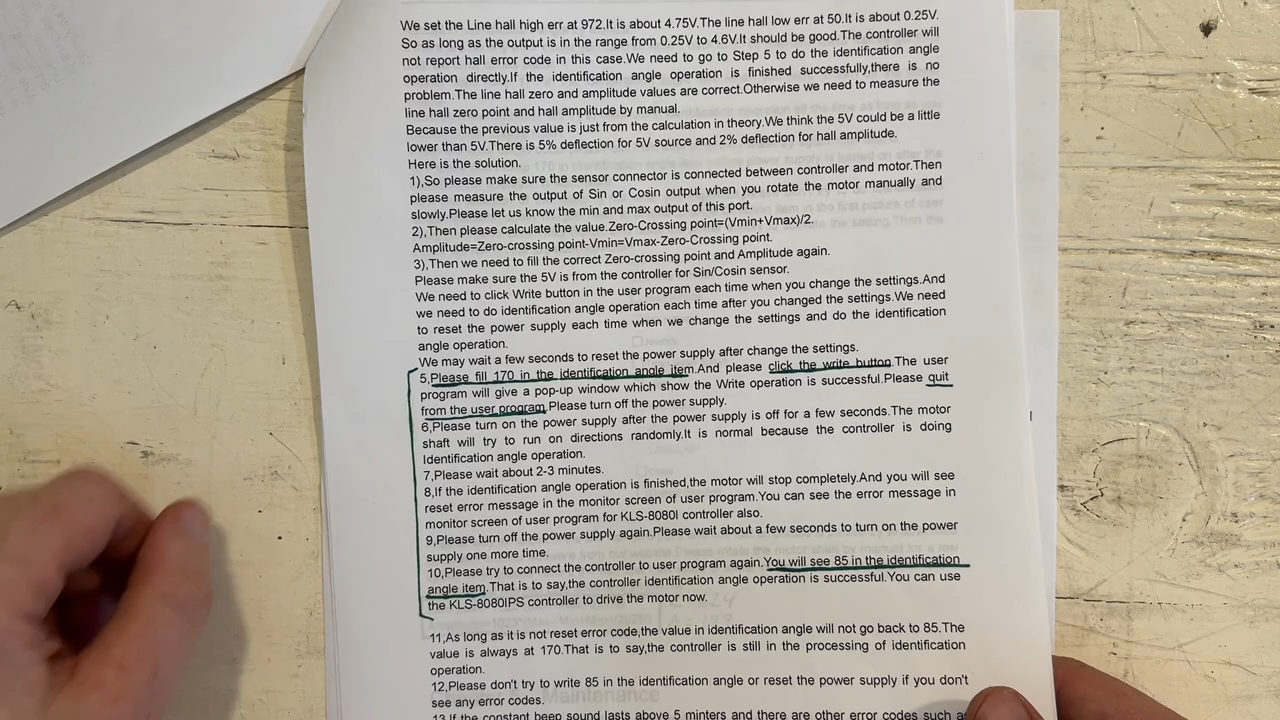 We set the Line hall high err at 972.It is about 4.75V.The line hall low err at 50.It is about 0.25V.
So as long as the output is in the range from 0.25V to 4.6V.It should be good.The controller will
not report hall error code in this case.We need to go to Step 5 to do the identification angle
operation directly.If the identification angle operation is finished successfully,there is no
problem.The line hall zero and amplitude values are correct.Otherwise we need to measure the
line hall zero point and hall amplitude by manual.
Because the previous value is just from the calculation in theory.We think the 5V could be a little
lower than 5V.There is 5% deflection for 5V source and 2% deflection for hall amplitude.
Here is the solution.
1),So please make sure the sensor connector is connected between controller and motor.Then
please measure the output of Sin or Cosin output when you rotate the motor manually and
slowly.Please let us know the min and max output of this port.
2),Then please calculate the value.Zero-Crossing point=(Vmin+Vmax)/2.
Amplitude=Zero-crossing point-Vmin=Vmax-Zero-Crossing point.
3),Then we need to fill the correct Zero-crossing point and Amplitude again.
Please make sure the 5V is from the controller for Sin/Cosin sensor.
We need to click Write button in the user program each time when you change the settings.And
we need to do identification angle operation each time after you changed the settings.We need
to reset the power supply each time when we change the settings and do the identification
angle operation.
We may wait a few seconds to reset the power supply after change the settings.
5,Please fill 170 in the identification angle item.And please click the write button.The user
program will give a pop-up window which show the Write operation is successful.Please quit
from the user program.Please turn off the power supply.
6,Please turn on the power supply after the power supply is off for a few seconds.The motor
shaft will try to run on directions randomly.It is normal because the controller is doing
Identification angle operation.
7,Please wait about 2-3 minutes.
8,If the identification angle operation is finished,the motor will stop completely.And you will see
reset error message in the monitor screen of user program.You can see the error message in
monitor screen of user program for KLS-8080I controller also.
9,Please turn off the power supply again.Please wait about a few seconds to turn on the power
supply one more time.
10,Please try to connect the controller to user program again.You will see 85 in the identification
angle item.That is to say,the controller identification angle operation is successful.You can use
the KLS-8080IPS controller to drive the motor now.
11,As long as it is not reset error code,the value in identification angle will not go back to 85.The
value is always at 170.That is to say,the controller is still in the processing of identification
operation.
12,Please don't try to write 85 in the identification angle or reset the power supply if you don't
see any error codes.
13,If the constant beep sound lasts above 5 minters and there are other error codes such as